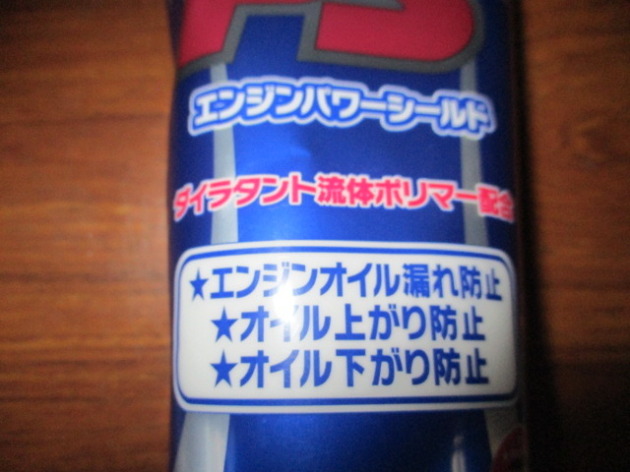 PS
エンジンパワーシールド
ダイラタント流体ポリマー配合
★エンジンオイル漏れ防止
★オイル上がり防止
★オイル下がり防止